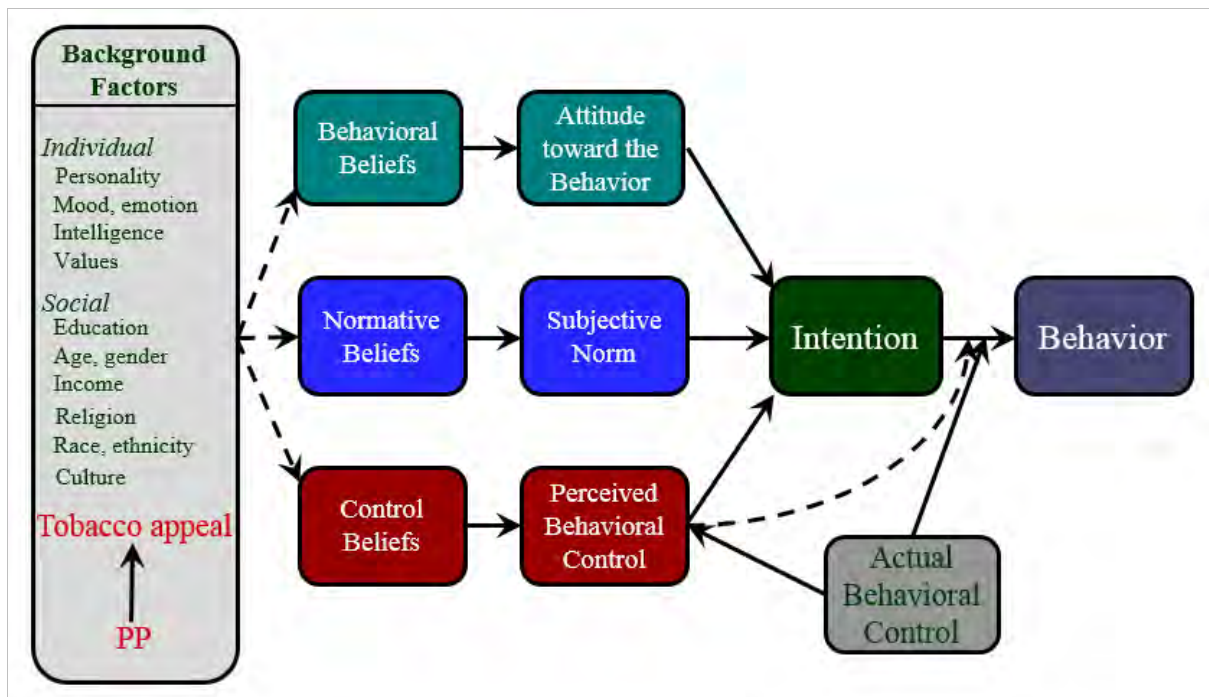 Background
Factors
Individual
Personality
Mood, emotion
Intelligence
Values
Social
Education
Age, gender
Income
Religion
Race, ethnicity
Culture
Tobacco appeal
PP
Behavioral
Beliefs
Attitude
toward the
Behavior
Normative
Beliefs
Subjective
Norm
Control
Beliefs
Perceived
Behavioral
Control
Intention
Behavior
Actual
Behavioral
Control